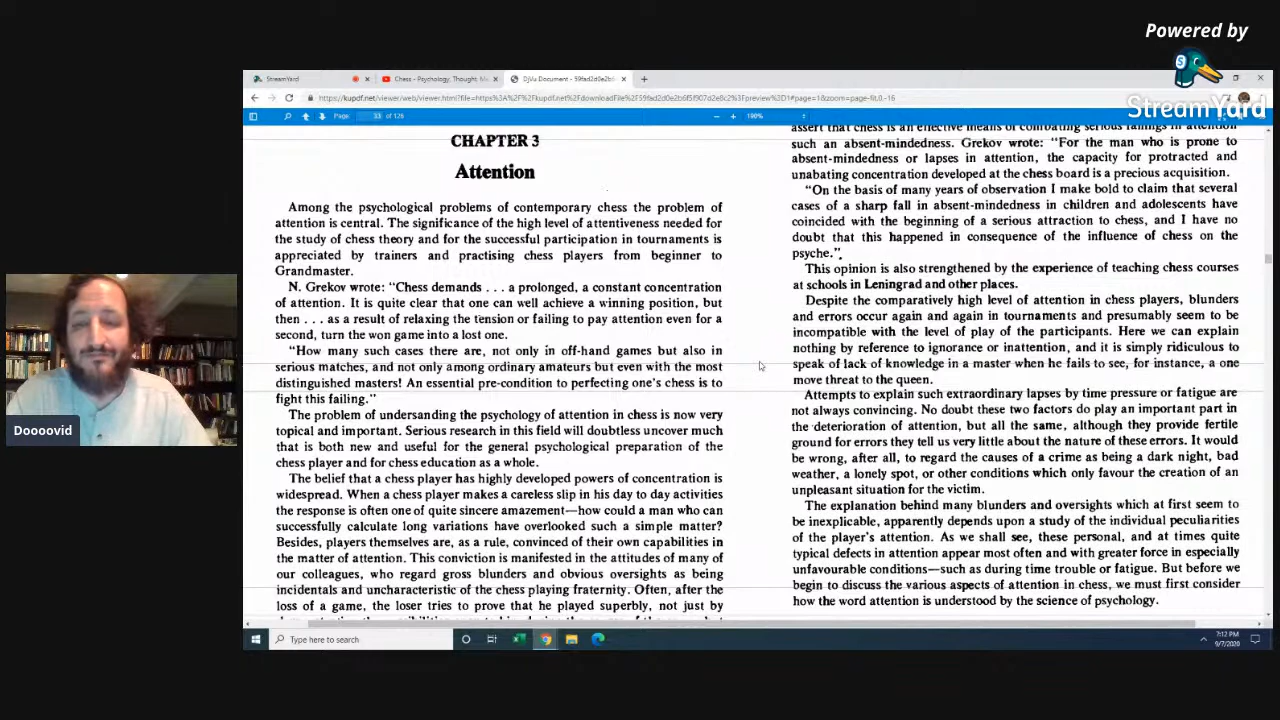 Powered by
StreamYard
StreamYard
Chess - Psychology, Thought. M
DjVu Document - 59fad2d0e2b6
Page:
33
of 126
190%
CHAPTER 3
Attention
Among the psychological problems of contemporary chess the problem of
attention is central. The significance of the high level of attentiveness needed for
the study of chess theory and for the successful participation in tournaments is
appreciated by trainers and practising chess players from beginner to
Grandmaster.
N. Grekov wrote: “Chess demands . . . a prolonged, a constant concentration
of attention. It is quite clear that one can well achieve a winning position, but
then . . . as a result of relaxing the tension or failing to pay attention even for a
second, turn the won game into a lost one.
“How many such cases there are, not only in off-hand games but also in
serious matches, and not only among ordinary amateurs but even with the most
distinguished masters! An essential pre-condition to perfecting one's chess is to
fight this failing.”
The problem of undersanding the psychology of attention in chess is now very
topical and important. Serious research in this field will doubtless uncover much
that is both new and useful for the general psychological preparation of the
chess player and for chess education as a whole.
The belief that a chess player has highly developed powers of concentration is
widespread. When a chess player makes a careless slip in his day to day activities
the response is often one of quite sincere amazement—how could a man who can
successfully calculate long variations have overlooked such a simple matter?
Besides, players themselves are, as a rule, convinced of their own capabilities in
the matter of attention. This conviction is manifested in the attitudes of many of
our colleagues, who regard gross blunders and obvious oversights as being
incidentals and uncharacteristic of the chess playing fraternity. Often, after the
loss of a game, the loser tries to prove that he played superbly, not just by
assert that chess is an effective means of combating serious failings in attention
such an absent-mindedness. Grekov wrote: “For the man who is prone to
absent-mindedness or lapses in attention, the capacity for protracted and
unabating concentration developed at the chess board is a precious acquisition.
“On the basis of many years of observation I make bold to claim that several
cases of a sharp fall in absent-mindedness in children and adolescents have
coincided with the beginning of a serious attraction to chess, and I have no
doubt that this happened in consequence of the influence of chess on the
psyche.”.
This opinion is also strengthened by the experience of teaching chess courses
at schools in Leningrad and other places.
Despite the comparatively high level of attention in chess players, blunders
and errors occur again and again in tournaments and presumably seem to be
incompatible with the level of play of the participants. Here we can explain
nothing by reference to ignorance or inattention, and it is simply ridiculous to
speak of lack of knowledge in a master when he fails to see, for instance, a one
move threat to the queen.
Attempts to explain such extraordinary lapses by time pressure or fatigue are
not always convincing. No doubt these two factors do play an important part in
the deterioration of attention, but all the same, although they provide fertile
ground for errors they tell us very little about the nature of these errors. It would
be wrong, after all, to regard the causes of a crime as being a dark night, bad
weather, a lonely spot, or other conditions which only favour the creation of an
unpleasant situation for the victim.
The explanation behind many blunders and oversights which at first seem to
be inexplicable, apparently depends upon a study of the individual peculiarities
of the player's attention. As we shall see, these personal, and at times quite
typical defects in attention appear most often and with greater force in especially
unfavourable conditions—such as during time trouble or fatigue. But before we
begin to discuss the various aspects of attention in chess, we must first consider
how the word attention is understood by the science of psychology.
Doooovid
Type here to search
7:12 PM
9/7/2020